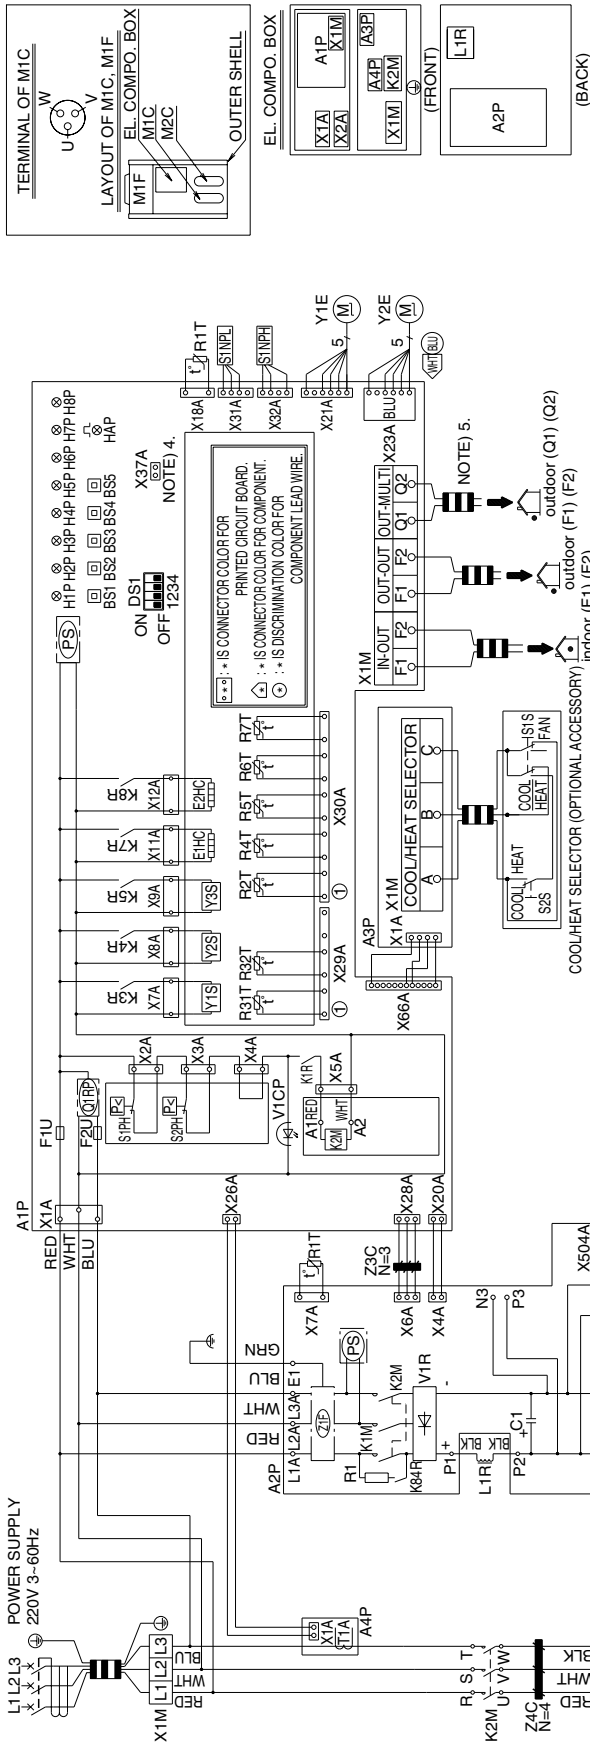 TERMINAL OF M1C
W
U
V
LAYOUT OF M1C, M1F
EL. COMPO. BOX
M1C
M2C
M1F
OUTER SHELL
EL. COMPO. BOX
X1A
X2A
A1P
X1M
X1M
A4P
K2M
A3P
(FRONT)
L1R
A2P
(BACK)
A1P
X1A
RED
WHT
BLU
F1U
F2U
Q1RP
PS
H1P H2P H3P H4P H5P H6P H7P H8P
HAP
BS1 BS2 BS3 BS4 BS5
ON
DS1
OFF
1234
X37A
NOTE) 4.
S1PH
P<
S2PH
P<
X2A
X3A
X4A
V1CP
K1R
X5A
A1
RED
K2M
WHT
A2
K3R
K4R
K5R
K7R
K8R
X7A
X8A
X9A
X11A
X12A
Y1S
Y2S
Y3S
E1HC
E2HC
R31T
R32T
R2T
R4T
R5T
R6T
R7T
t°
X29A
X30A
1
1
: * IS CONNECTOR COLOR FOR
PRINTED CIRCUIT BOARD.
: * IS CONNECTOR COLOR FOR COMPONENT.
: * IS DISCRIMINATION COLOR FOR
COMPONENT LEAD WIRE.
R1T
t°
X18A
S1NPL
X31A
S1NPH
X32A
X21A
5
Y1E
M
X23A
BLU
5
Y2E
M
WHT
BLU
X1M
IN-OUT
OUT-OUT
OUT-MULTI
F1 F2 F1 F2 Q1 Q2
NOTE) 5.
indoor (F1) (F2)
outdoor (F1) (F2)
outdoor (Q1) (Q2)
X66A
A3P
X1A
X1M
COOL/HEAT SELECTOR
A B C
COOL
HEAT
S2S
COOL
HEAT
S1S
FAN
COOL/HEAT SELECTOR (OPTIONAL ACCESSORY)
X26A
X28A
X20A
Z3C
N=3
X6A
X4A
X7A
R1T
t°
POWER SUPPLY
220V 3~60Hz
L1 L2 L3
X1M
L1 L2 L3
RED
WHT
BLU
X1A
T1A
A4P
A2P
RED
WHT
BLU
GRN
L1A L2A L3A E1
Z1F
PS
R1
K1M
K2M
K84R
V1R
P1 +
-
N3
P3
L1R
BLK
BLK
P2
+
C1
X504A
R S T
K2M
U V W
Z4C
N=4
RED
WHT
BLK